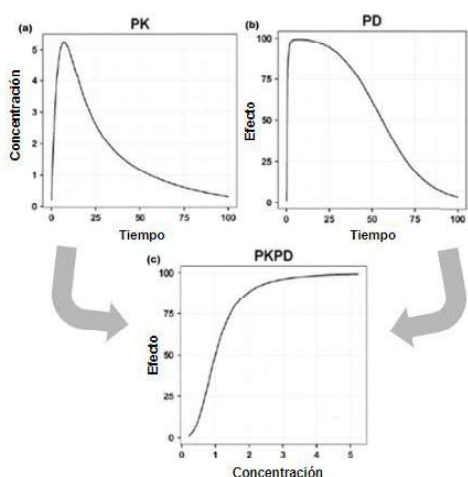 (a)
PK
Concentración
5
4
3
2
1
0
0 25 50 75 100
Tiempo
(b)
PD
Efecto
100
75
50
25
0
0 25 50 75 100
Tiempo
(c)
PKPD
Efecto
100
75
50
25
0
0 1 2 3 4 5
Concentración